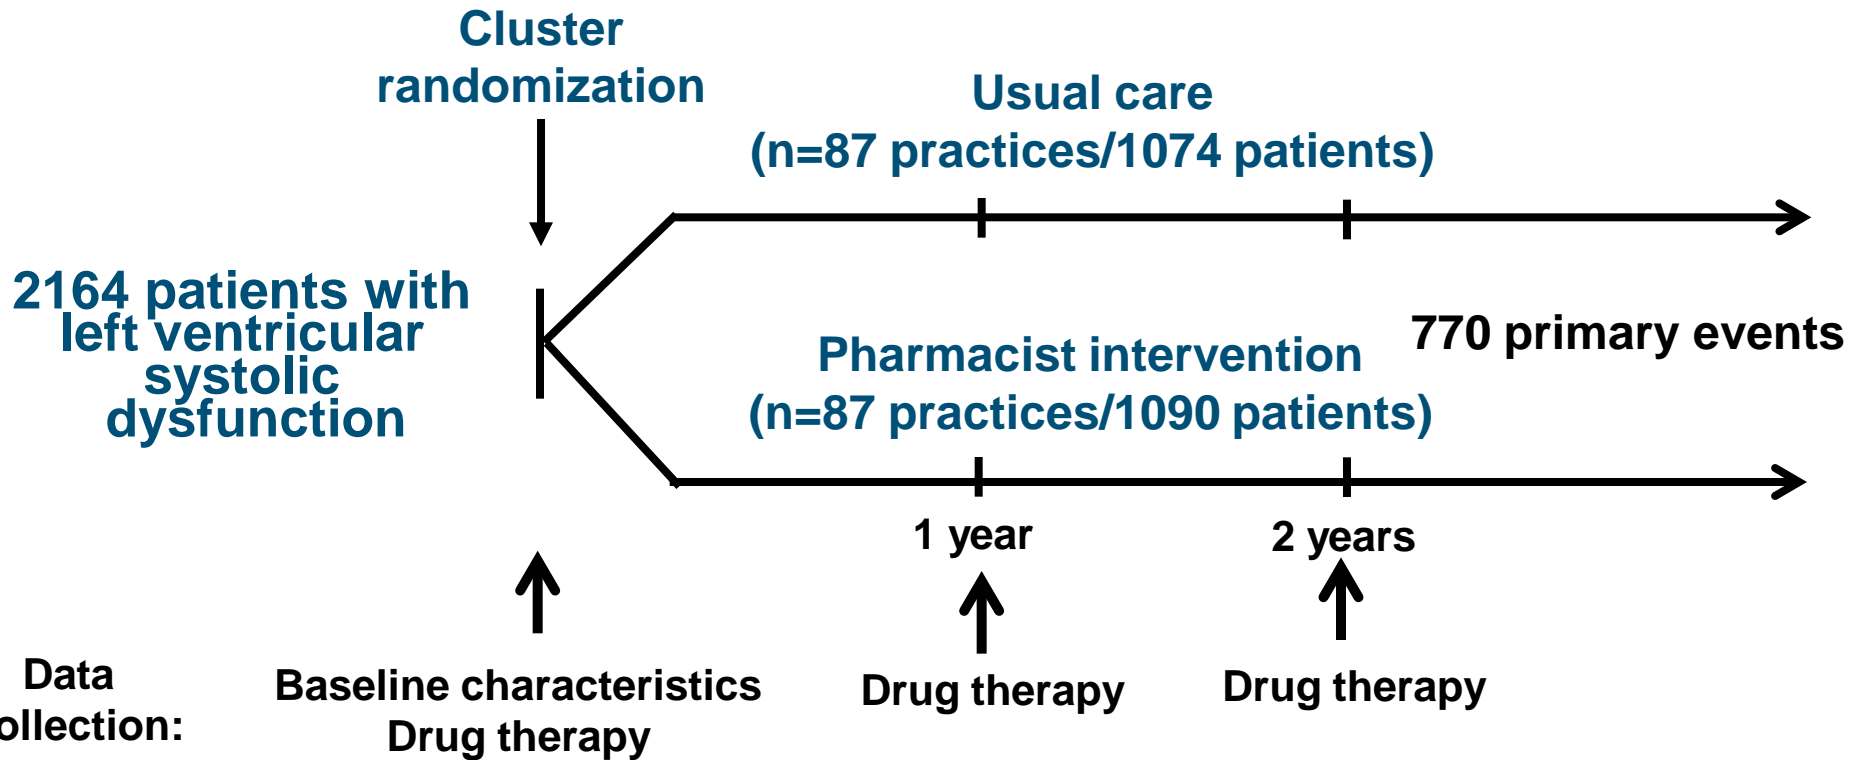 Cluster
randomization
Usual care
(n=87 practices/1074 patients)
2164 patients with
left ventricular
systolic
dysfunction
770 primary events
Pharmacist intervention
(n=87 practices/1090 patients)
1 year
2 years
Data
ollection:
Baseline characteristics
Drug therapy
Drug therapy
Drug therapy